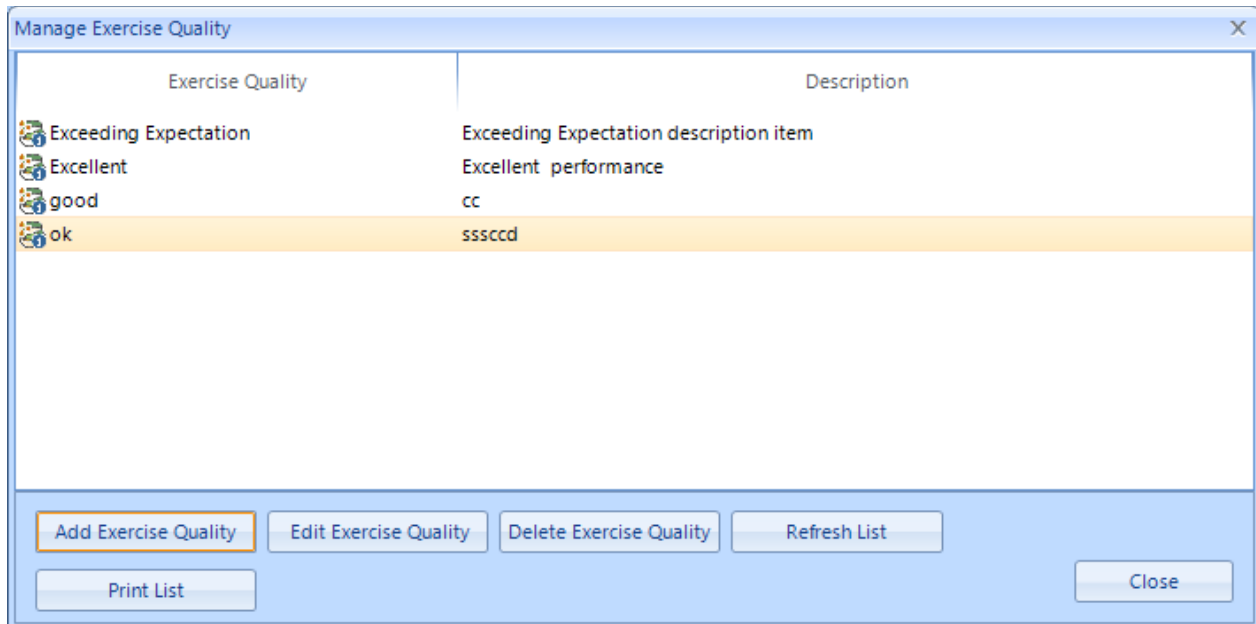 Manage Exercise Quality
Exercise Quality Description
Exceeding Expectation Exceeding Expectation description item
Excellent Excellent  performance
good cc
ok sssccd
Add Exercise Quality Edit Exercise Quality Delete Exercise Quality Refresh List
Print List Close